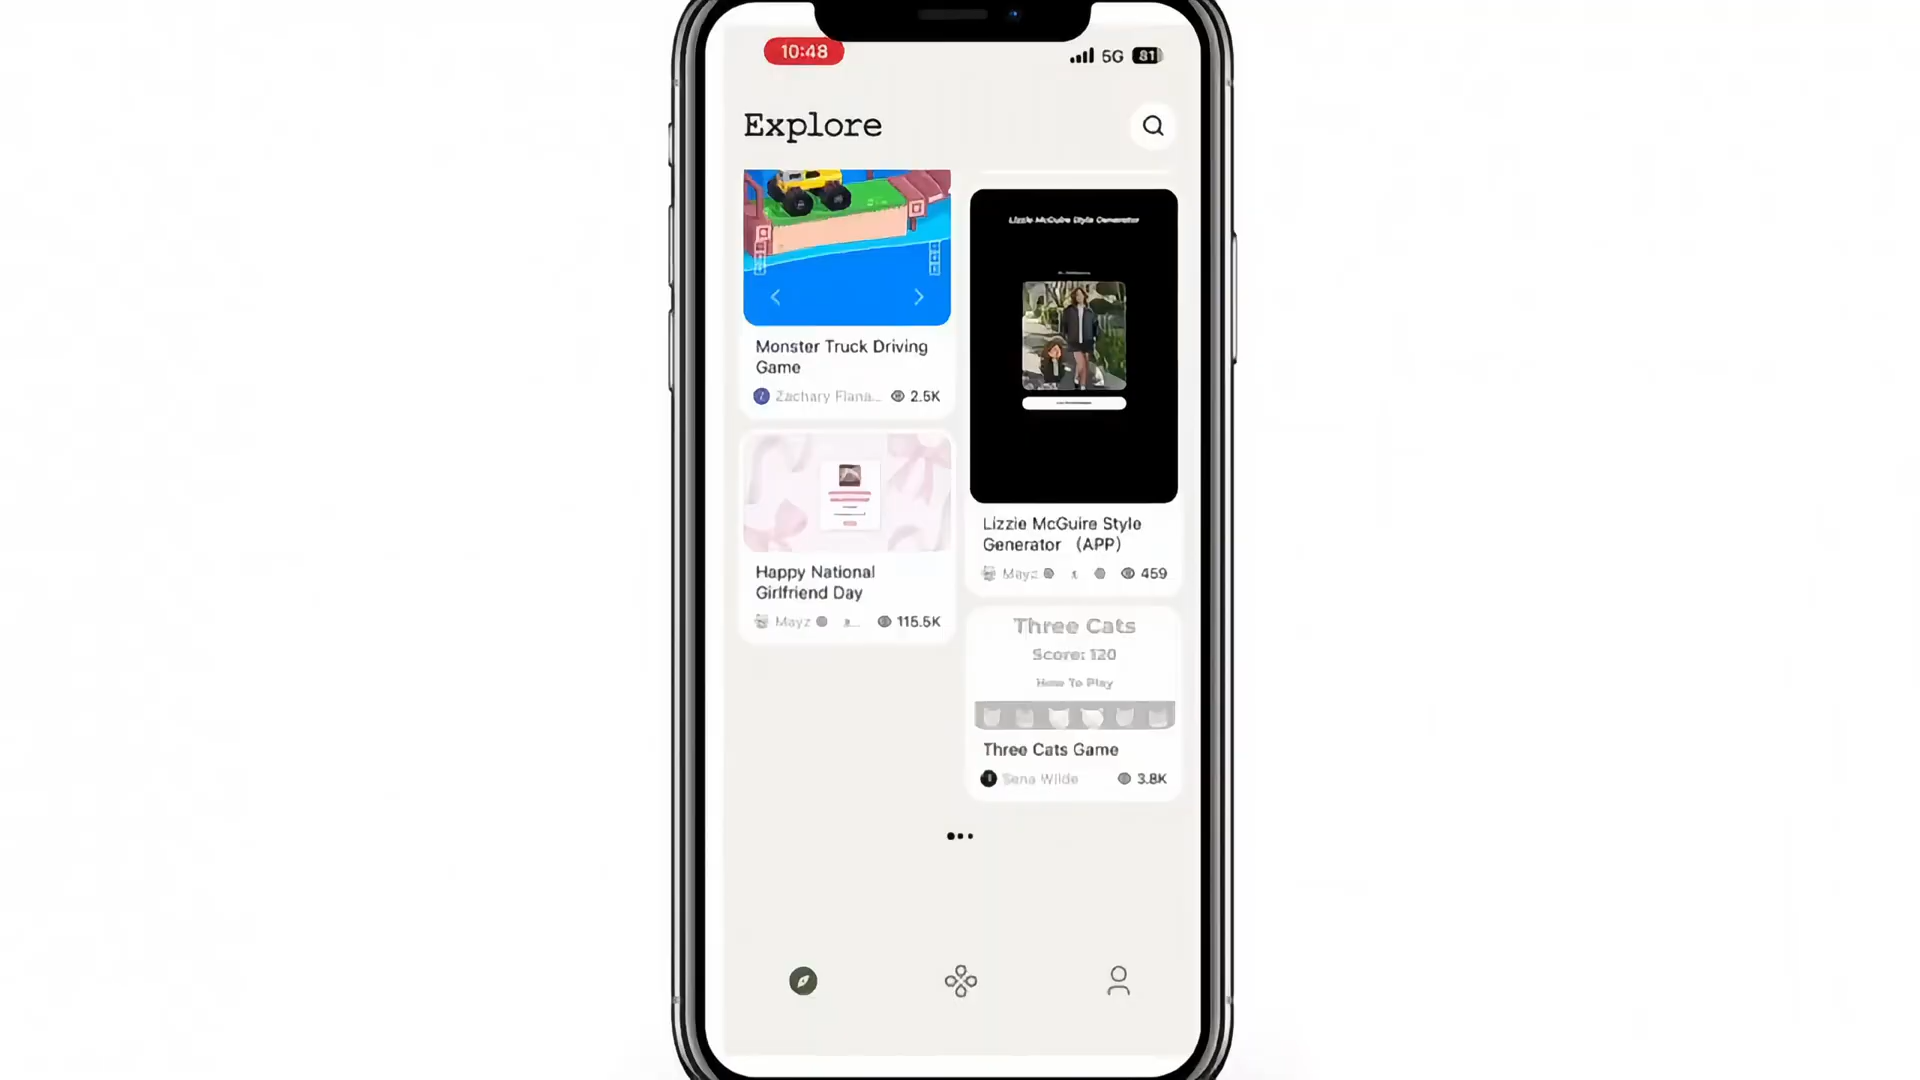 10:48
5G 81
Explore
Monster Truck Driving
Game
Zachary Flana... 2.5K
Happy National
Girlfriend Day
Mayz 115.5K
Lizzie McGuire Style Generator
Lizzie McGuire Style
Generator (APP)
Mayz 459
Three Cats
Score: 120
How To Play
Three Cats Game
Sena Wilde 3.8K